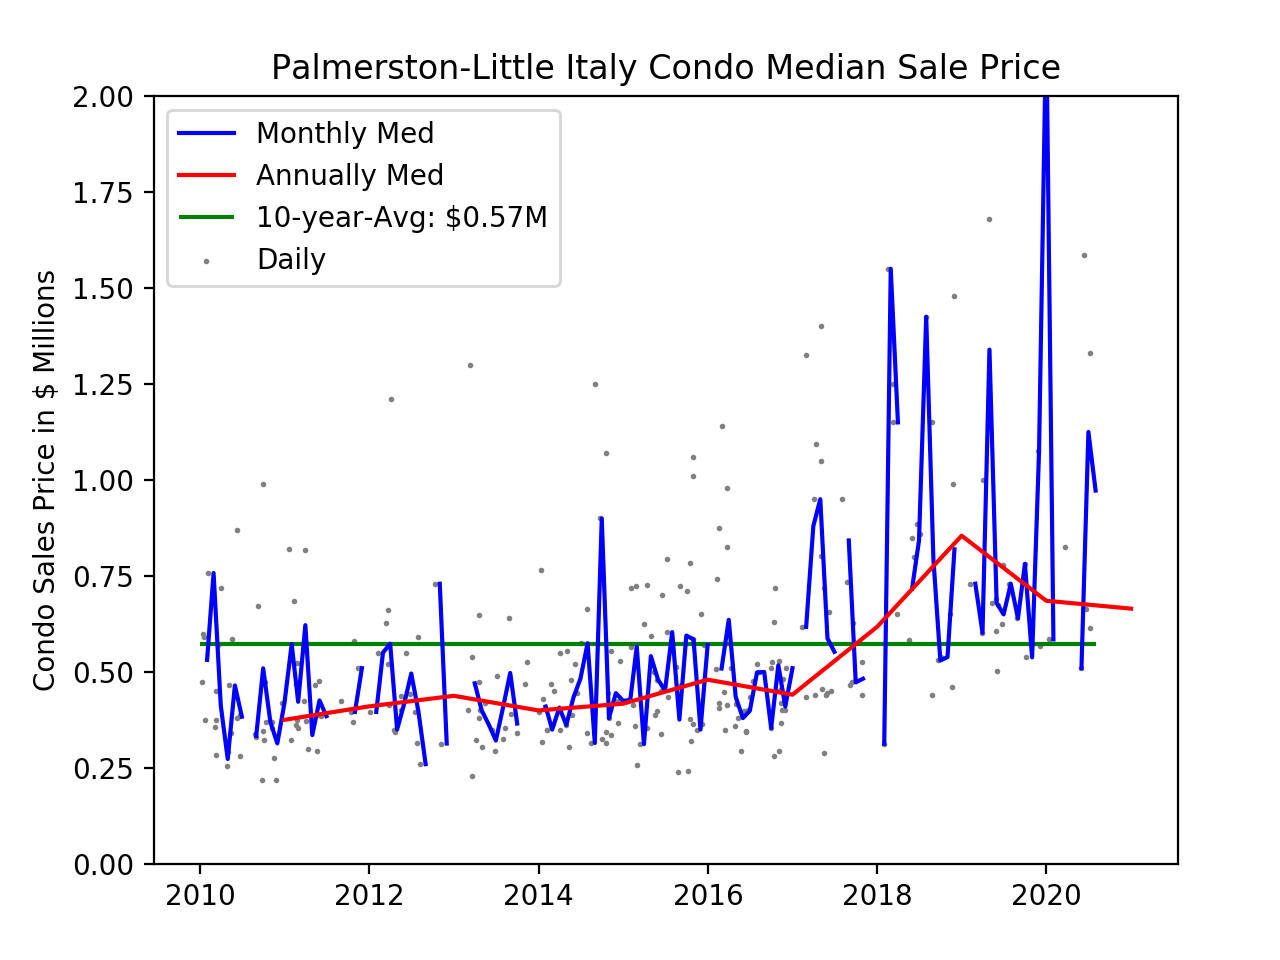 Palmerston-Little Italy Condo Median Sale Price
Condo Sales Price in $ Millions
2.00
1.75
1.50
1.25
1.00
0.75
0.50
0.25
0.00
Monthly Med
Annually Med
10-year-Avg: $0.57M
Daily
2010 2012 2014 2016 2018 2020